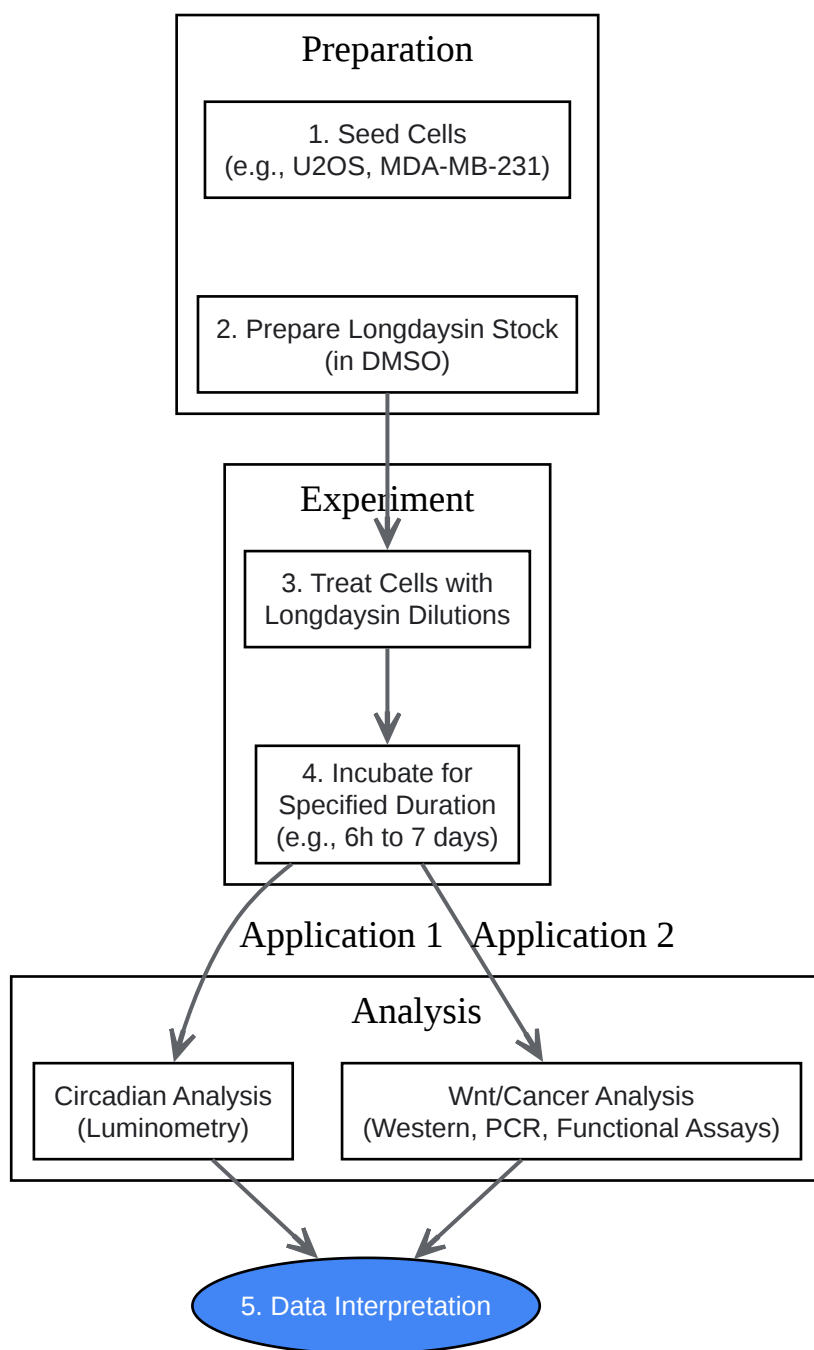 Preparation
1. Seed Cells
(e.g., U2OS, MDA-MB-231)
2. Prepare Longdaysin Stock
(in DMSO)
Experiment
3. Treat Cells with
Longdaysin Dilutions
4. Incubate for
Specified Duration
(e.g., 6h to 7 days)
Application 1
Application 2
Analysis
Circadian Analysis
(Luminometry)
Wnt/Cancer Analysis
(Western, PCR, Functional Assays)
5. Data Interpretation